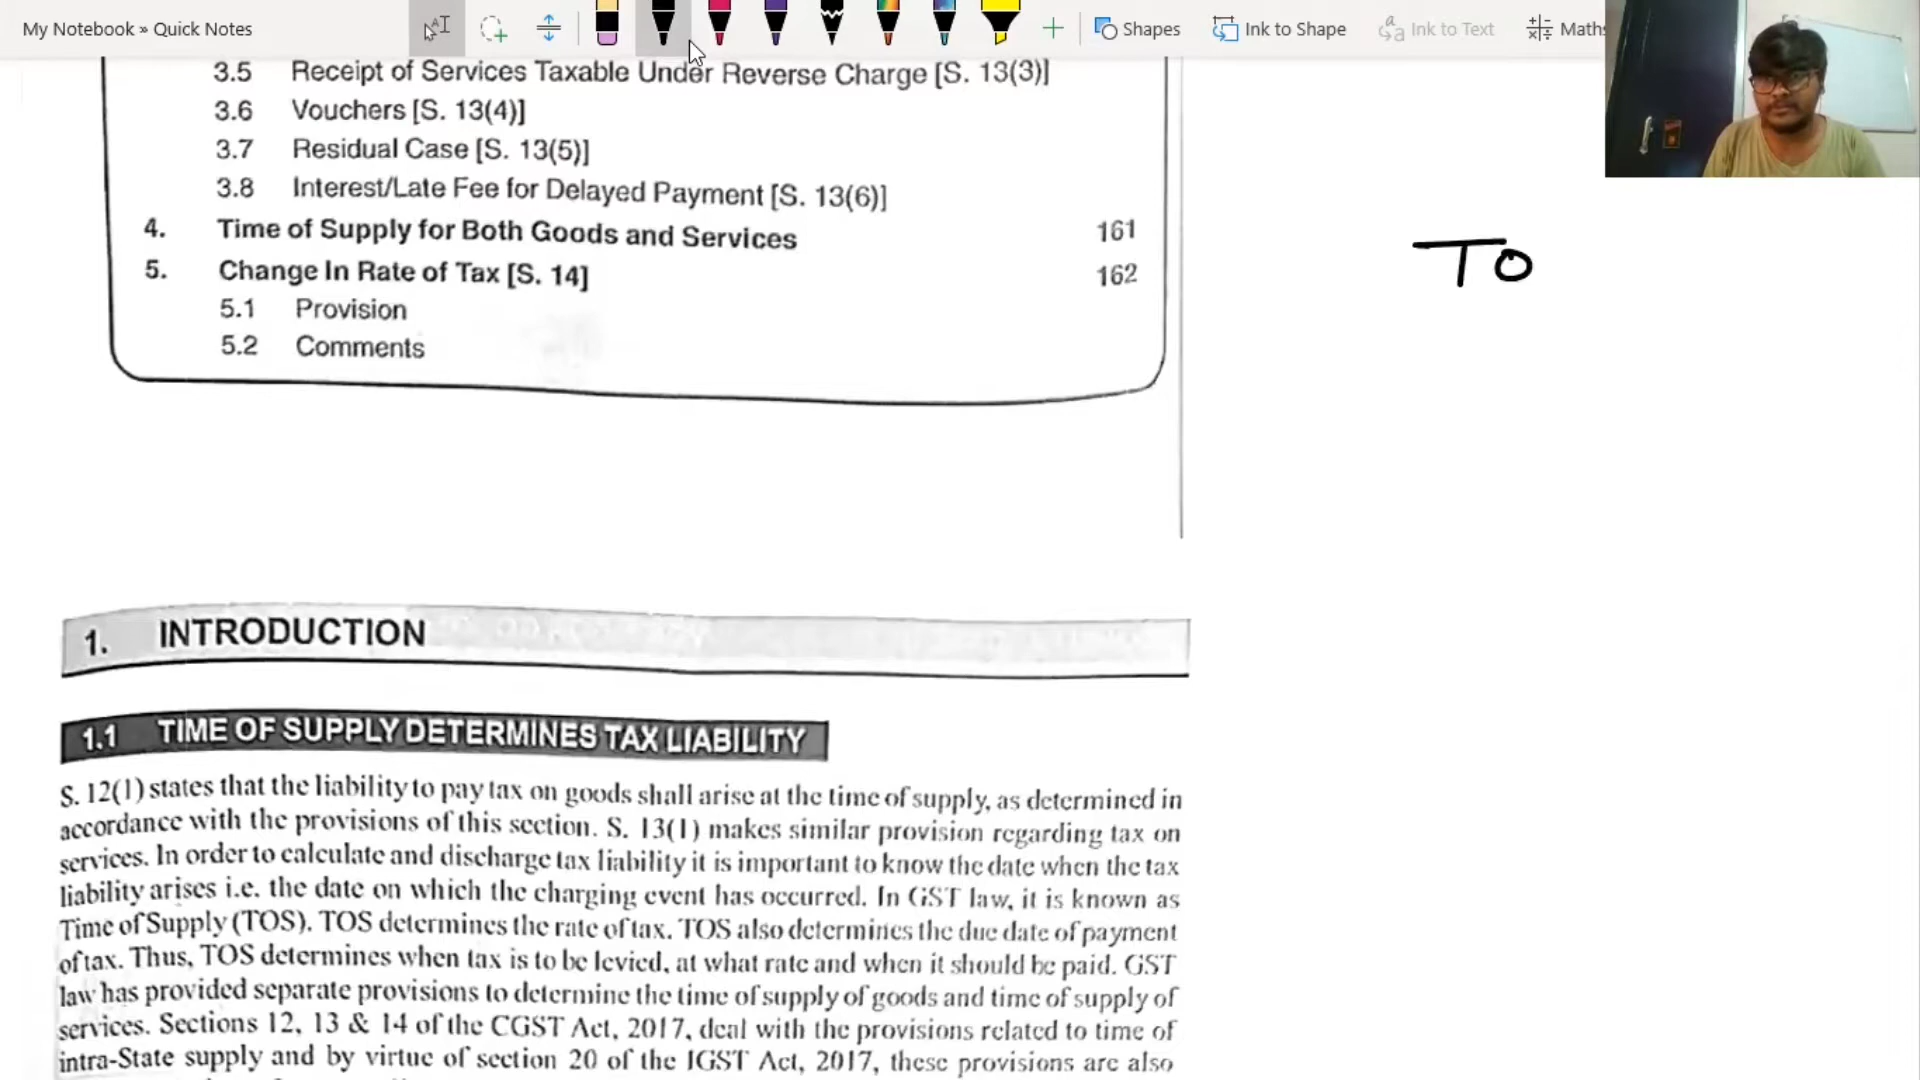 My Notebook » Quick Notes
Shapes
Ink to Shape
Ink to Text
Maths
3.5 Receipt of Services Taxable Under Reverse Charge [S. 13(3)]
3.6 Vouchers [S. 13(4)]
3.7 Residual Case [S. 13(5)]
3.8 Interest/Late Fee for Delayed Payment [S. 13(6)]
4. Time of Supply for Both Goods and Services 161
5. Change In Rate of Tax [S. 14] 162
5.1 Provision
5.2 Comments
TO
1. INTRODUCTION
1.1 TIME OF SUPPLY DETERMINES TAX LIABILITY
S. 12(1) states that the liability to pay tax on goods shall arise at the time of supply, as determined in
accordance with the provisions of this section. S. 13(1) makes similar provision regarding tax on
services. In order to calculate and discharge tax liability it is important to know the date when the tax
liability arises i.e. the date on which the charging event has occurred. In GST law, it is known as
Time of Supply (TOS). TOS determines the rate of tax. TOS also determines the due date of payment
of tax. Thus, TOS determines when tax is to be levied, at what rate and when it should be paid. GST
law has provided separate provisions to determine the time of supply of goods and time of supply of
services. Sections 12, 13 & 14 of the CGST Act, 2017, deal with the provisions related to time of
intra-State supply and by virtue of section 20 of the IGST Act, 2017, these provisions are also